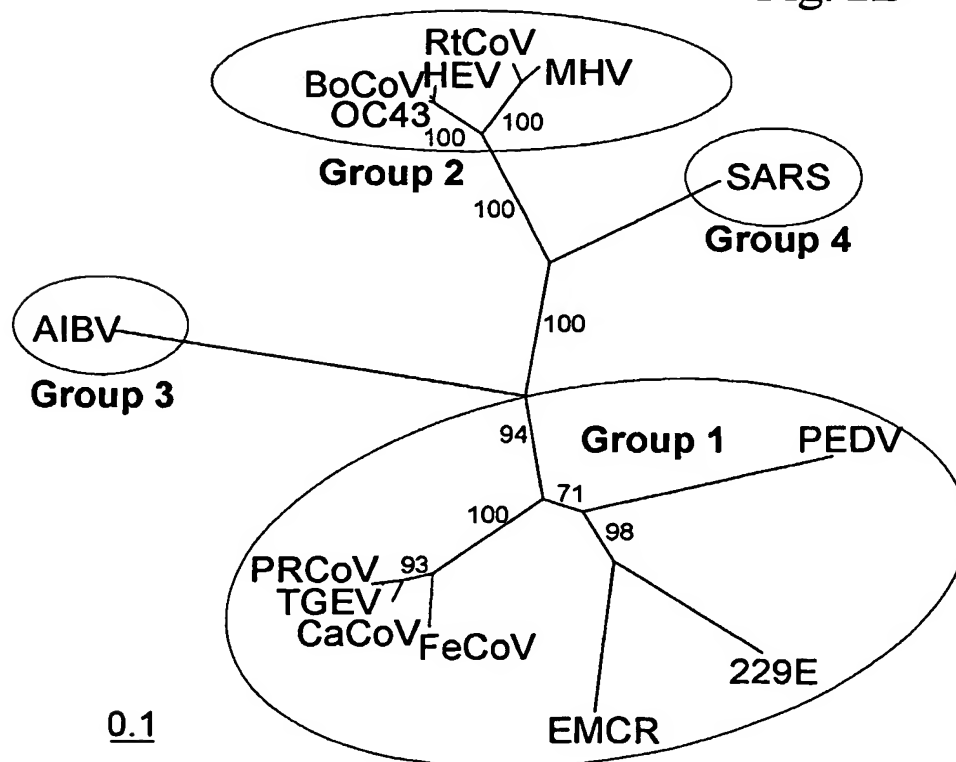 RtCoV
BoCoV HEV MHV
OC43
100 100
Group 2
SARS
100
Group 4
AIBV
100
Group 3
94 Group 1 PEDV
71
100 98
PRCoV 93
TGEV
CaCoV FeCoV
229E
0.1 EMCR